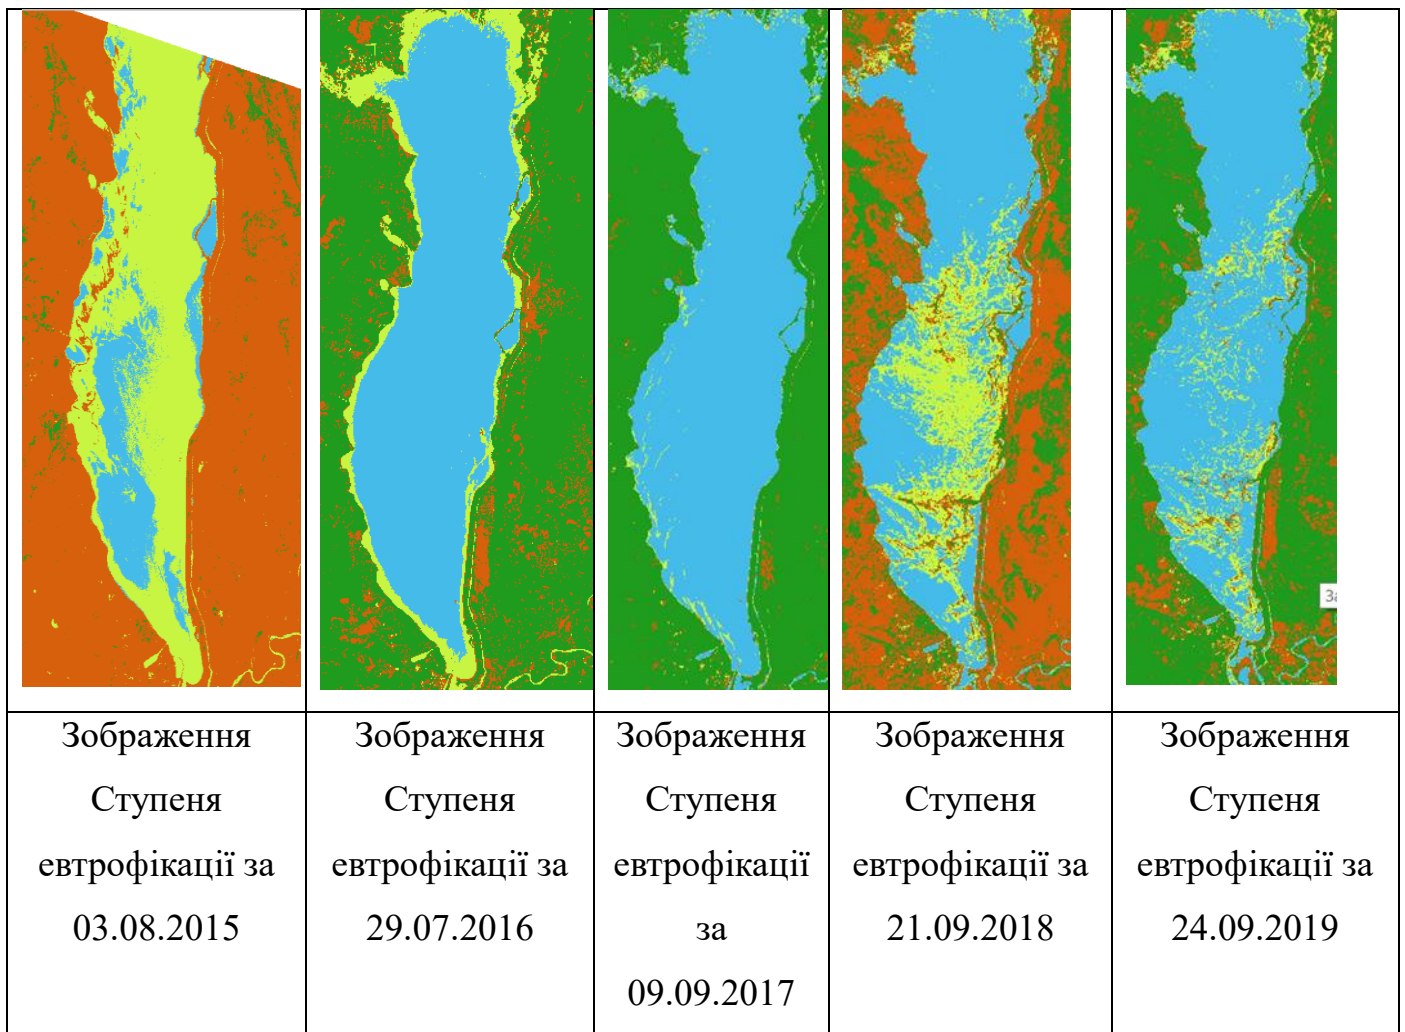 За
Зображення
Ступеня
евтрофікації за
03.08.2015
Зображення
Ступеня
евтрофікації за
29.07.2016
Зображення
Ступеня
евтрофікації
за
09.09.2017
Зображення
Ступеня
евтрофікації за
21.09.2018
Зображення
Ступеня
евтрофікації за
24.09.2019